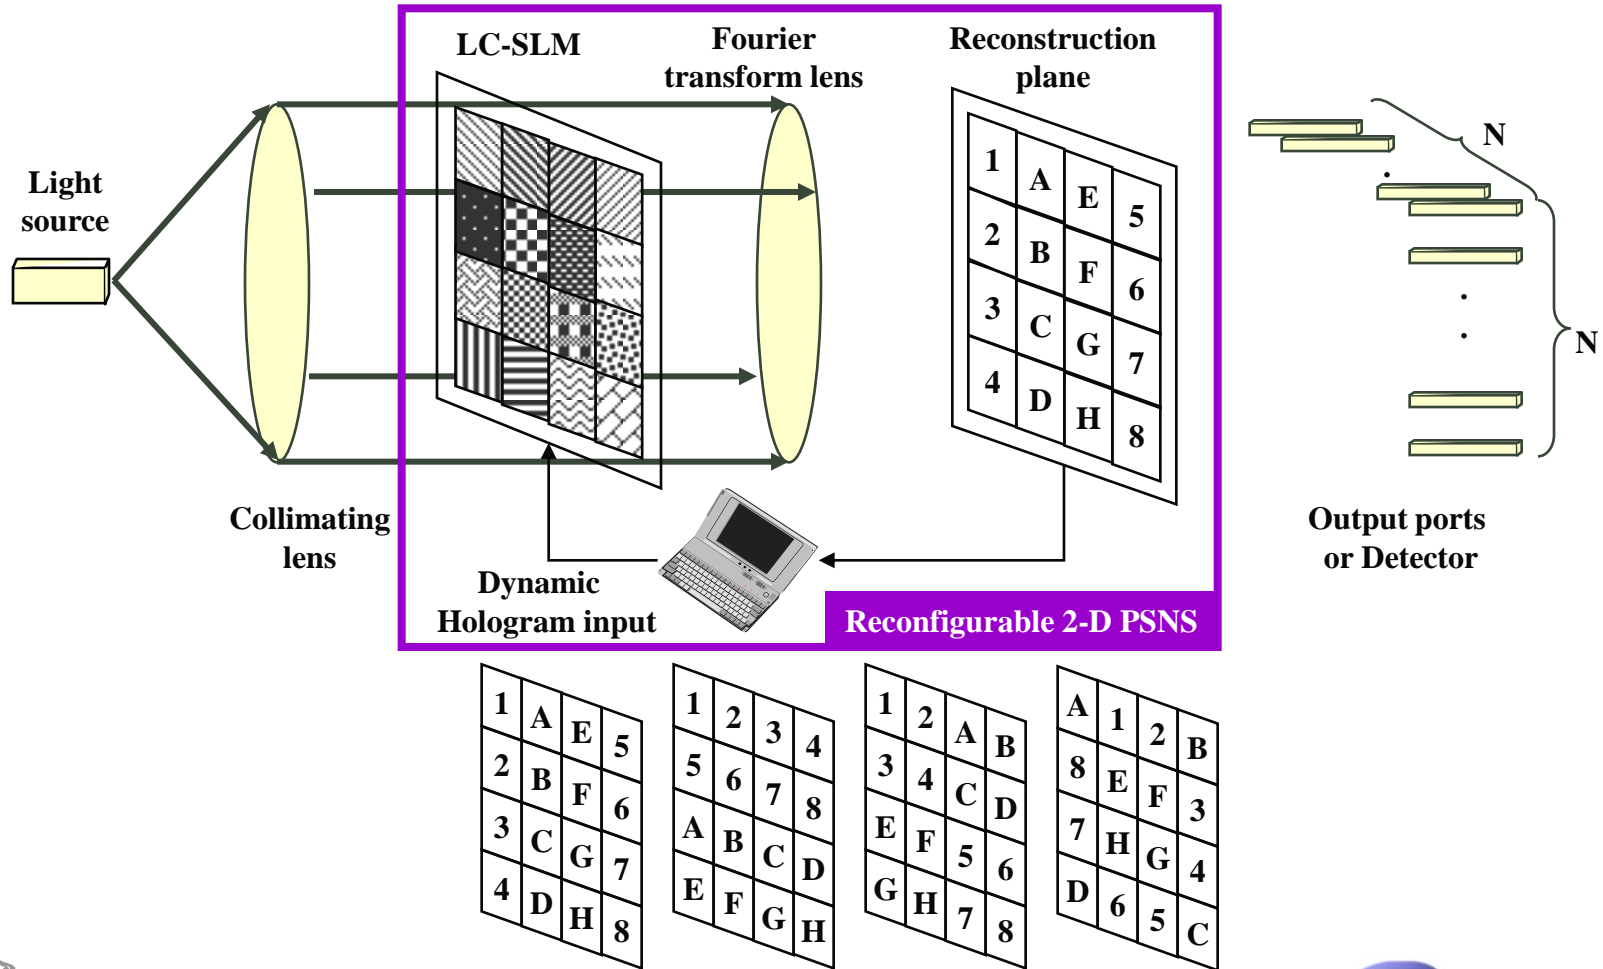 LC-SLM
Fourier
transform lens
Reconstruction
plane
Light
source
1 A E 5
2 B F 6
3 C G 7
4 D H 8
N
N
Collimating
lens
Output ports
or Detector
Dynamic
Hologram input
Reconfigurable 2-D PSNS
1 A E 5
2 B F 6
3 C G 7
4 D H 8
1 2 3 4
5 6 7 8
A B C D
E F G H
1 2 A B
3 4 C D
E F 5 6
G H 7 8
A 1 2 B
8 E F 3
7 H G 4
D 6 5 C